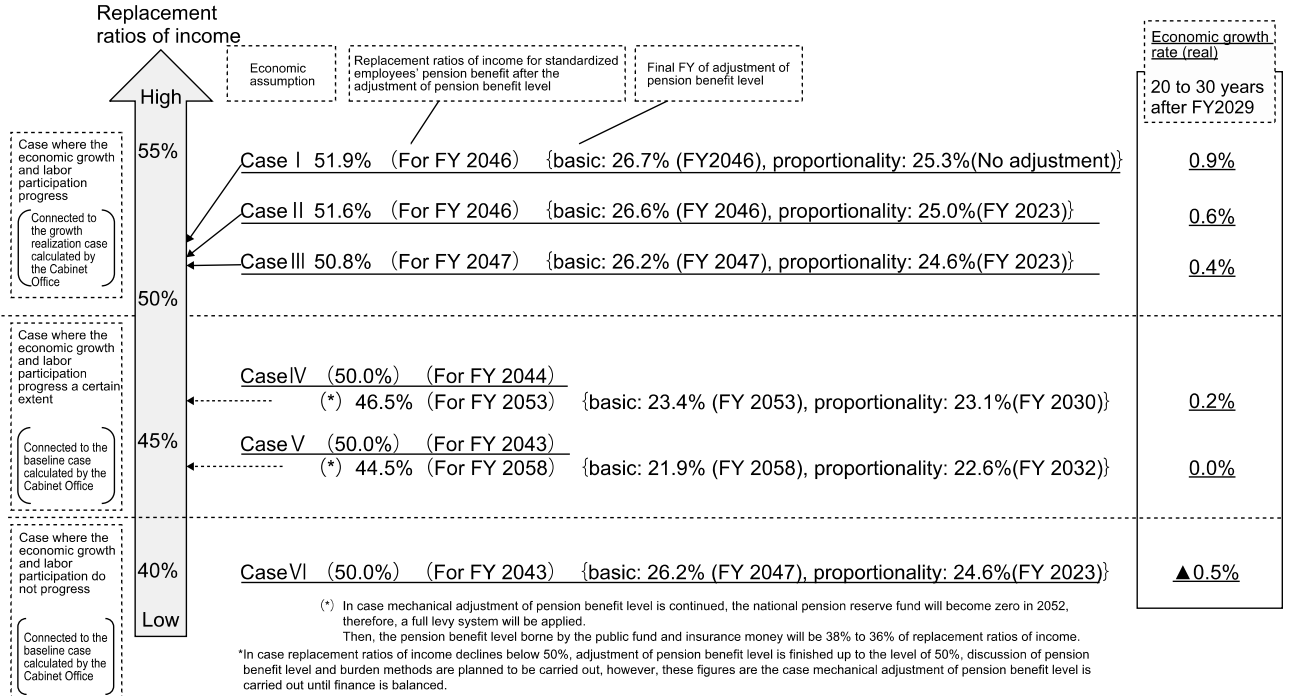 Replacement
ratios of income
High
55%
50%
45%
40%
Low
Economic
assumption
Replacement ratios of income for standardized
employees' pension benefit after the
adjustment of pension benefit level
Final FY of adjustment of
pension benefit level
Economic growth
rate (real)
20 to 30 years
after FY2029
Case where the
economic growth
and labor
participation
progress
Connected to
the growth
realization case
calculated by
the Cabinet
Office
Case Ⅰ 51.9% (For FY 2046) {basic: 26.7% (FY2046), proportionality: 25.3%(No adjustment)}
0.9%
Case Ⅱ 51.6% (For FY 2046) {basic: 26.6% (FY 2046), proportionality: 25.0%(FY 2023)}
0.6%
Case Ⅲ 50.8% (For FY 2047) {basic: 26.2% (FY 2047), proportionality: 24.6%(FY 2023)}
0.4%
Case where the
economic growth
and labor
participation
progress a certain
extent
Connected to the
baseline case
calculated by the
Cabinet Office
Case Ⅳ (50.0%) (For FY 2044)
(*) 46.5% (For FY 2053) {basic: 23.4% (FY 2053), proportionality: 23.1%(FY 2030)}
0.2%
Case Ⅴ (50.0%) (For FY 2043)
(*) 44.5% (For FY 2058) {basic: 21.9% (FY 2058), proportionality: 22.6%(FY 2032)}
0.0%
Case where the
economic growth
and labor
participation do
not progress
Connected to the
baseline case
calculated by the
Cabinet Office
Case Ⅵ (50.0%) (For FY 2043) {basic: 26.2% (FY 2047), proportionality: 24.6%(FY 2023)}
▲0.5%
(*) In case mechanical adjustment of pension benefit level is continued, the national pension reserve fund will become zero in 2052,
therefore, a full levy system will be applied.
Then, the pension benefit level borne by the public fund and insurance money will be 38% to 36% of replacement ratios of income.
*In case replacement ratios of income declines below 50%, adjustment of pension benefit level is finished up to the level of 50%, discussion of pension
benefit level and burden methods are planned to be carried out, however, these figures are the case mechanical adjustment of pension benefit level is
carried out until finance is balanced.